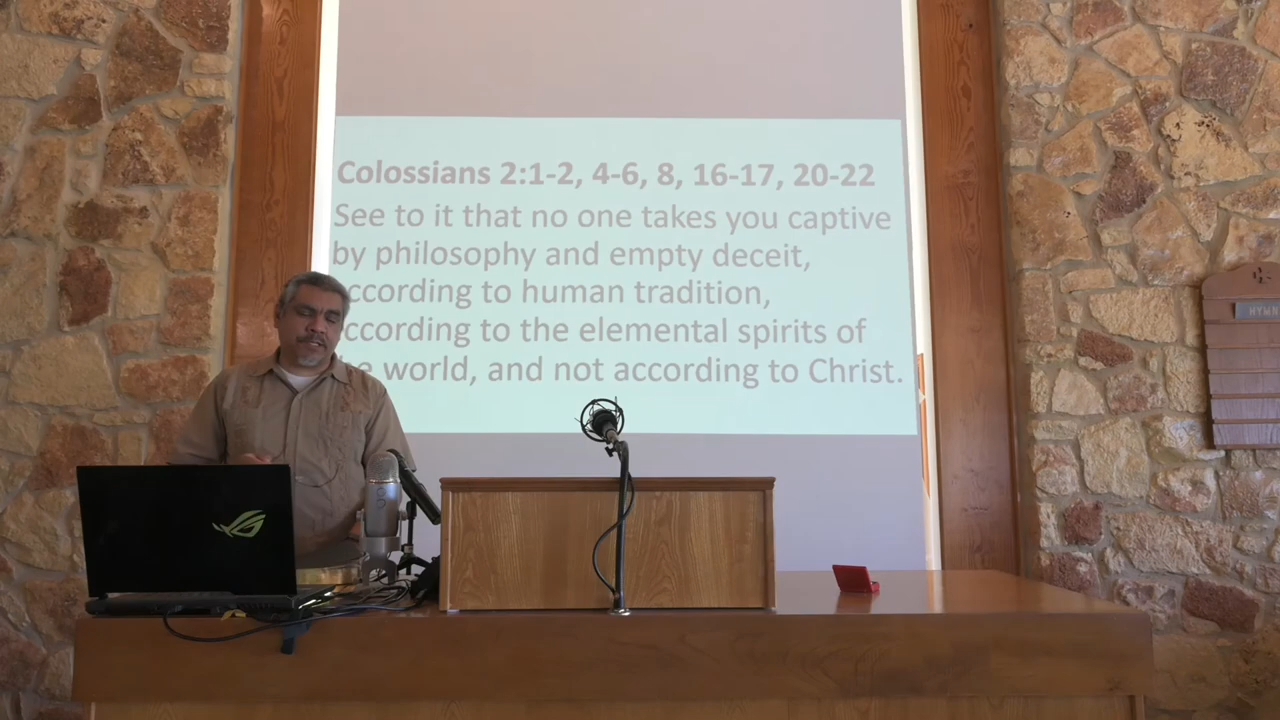 Colossians 2:1-2, 4-6, 8, 16-17, 20-22
See to it that no one takes you captive
by philosophy and empty deceit,
ccording to human tradition,
ccording to the elemental spirits of
e world, and not according to Christ.
HYMN